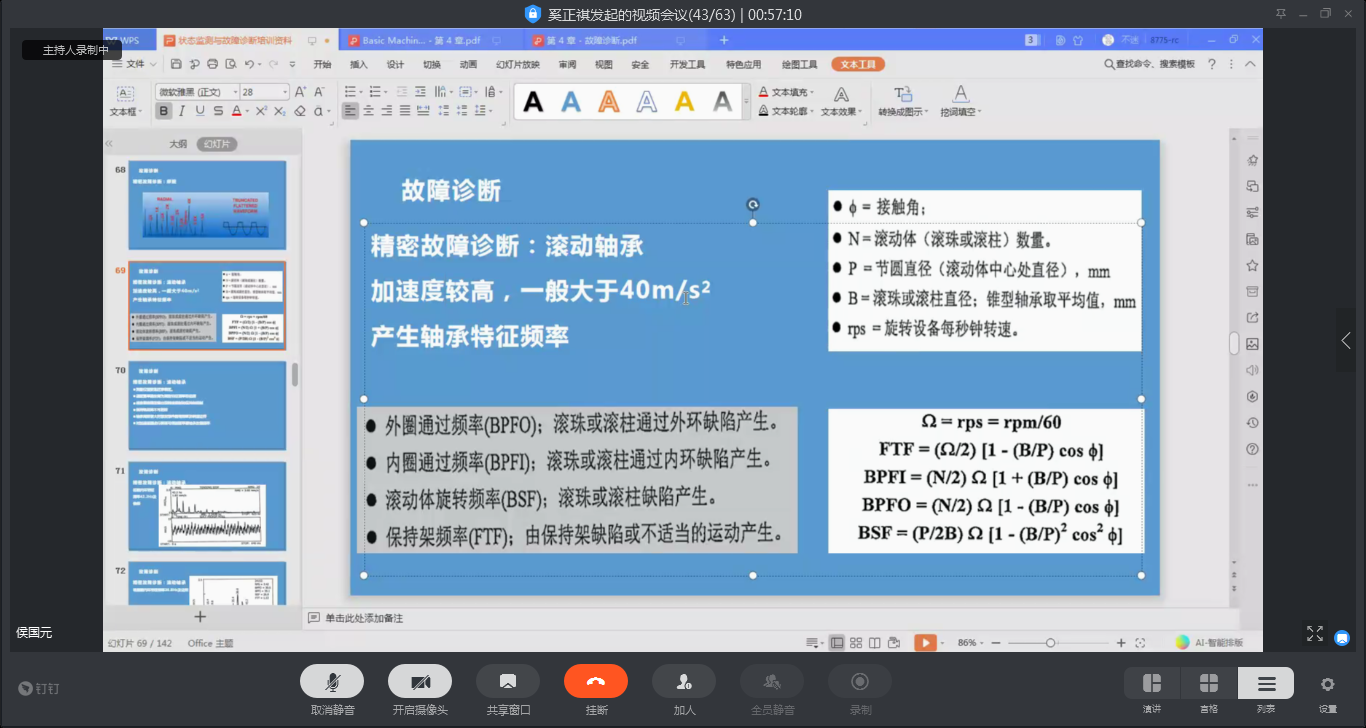 奚正祺发起的视频会议(43/63) | 00:57:10
主持人录制中
WPS
状态监测与故障诊断培训资料
Basic Machin... - 第 4 章.pdf
第 4 章 - 故障诊断.pdf
+
3
不迷
8775-rc
文件
开始
插入
设计
切换
动画
幻灯片放映
审阅
视图
安全
开发工具
特色应用
绘图工具
文本工具
查找命令、搜索模板
文本框
微软雅黑 (正文)
28
B I U S A X² X₂
A A A A A A
文本填充
文本轮廓
文本效果
转换成图示
挖词填空
大纲
幻灯片
68
69
70
71
72
故障诊断
精密故障诊断：滚动轴承
加速度较高，一般大于40m/s²
产生轴承特征频率
● ϕ = 接触角;
● N=滚动体（滚珠或滚柱）数量。
● P =节圆直径（滚动体中心处直径），mm
● B=滚珠或滚柱直径；锥型轴承取平均值，mm
● rps =旋转设备每秒钟转速。
● 外圈通过频率(BPFO)；滚珠或滚柱通过外环缺陷产生。
● 内圈通过频率(BPFI)；滚珠或滚柱通过内环缺陷产生。
● 滚动体旋转频率(BSF)；滚珠或滚柱缺陷产生。
● 保持架频率(FTF)；由保持架缺陷或不适当的运动产生。
Ω = rps = rpm/60
FTF = (Ω/2) [1 - (B/P) cos ϕ]
BPFI = (N/2) Ω [1 + (B/P) cos ϕ]
BPFO = (N/2) Ω [1 - (B/P) cos ϕ]
BSF = (P/2B) Ω [1 - (B/P)² cos² ϕ]
单击此处添加备注
侯国元
幻灯片 69 / 142
Office 主题
86%
AI-智能排版
钉钉
取消静音
开启摄像头
共享窗口
挂断
加人
全员静音
录制
演讲
宫格
列表
设置